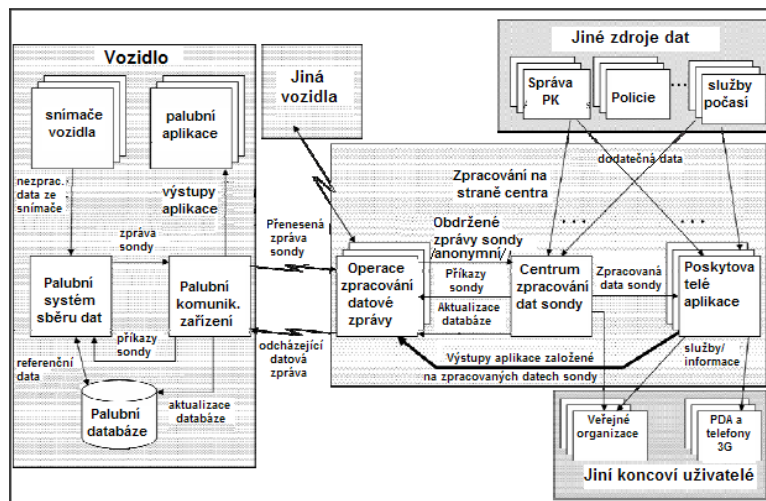 Vozidlo
snímače
vozidla
palubní
aplikace
nezprac.
data ze
snímače
výstupy
aplikace
zpráva
sondy
Palubní
systém
sběru dat
Palubní
komunik.
zařízení
příkazy
sondy
referenční
data
Palubní
databáze
aktualizace
databáze
Jiná
vozidla
Přenesená
zpráva
sondy
odcházející
datová
zpráva
Jiné zdroje dat
Správa
PK
Policie
...
služby
počasí
dodatečná data
Zpracování na
straně centra
... ...
Obdržené
zprávy sondy
/anonymní/
Operace
zpracování
datové
zprávy
Příkazy
sondy
Aktualizace
databáze
Centrum
zpracování
dat sondy
Zpracovaná
data sondy
Poskytova
telé
aplikace
Výstupy aplikace založené
na zpracovaných datech sondy
služby/
informace
Veřejné
organizace
PDA a
telefony
3G
Jiní koncoví uživatelé